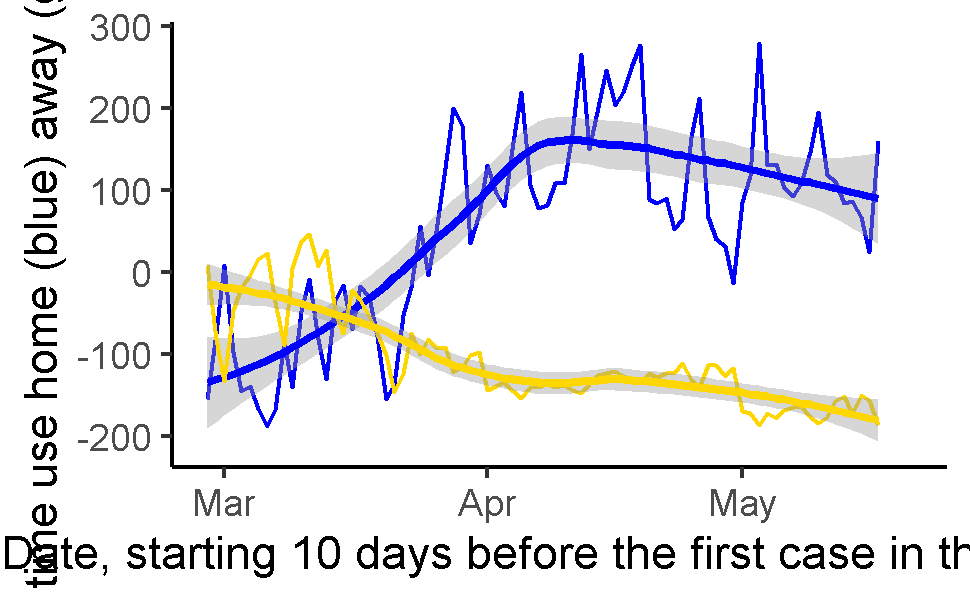 time use home (blue) away (
300
200
100
0
-100
-200
Mar Apr May
Date, starting 10 days before the first case in th